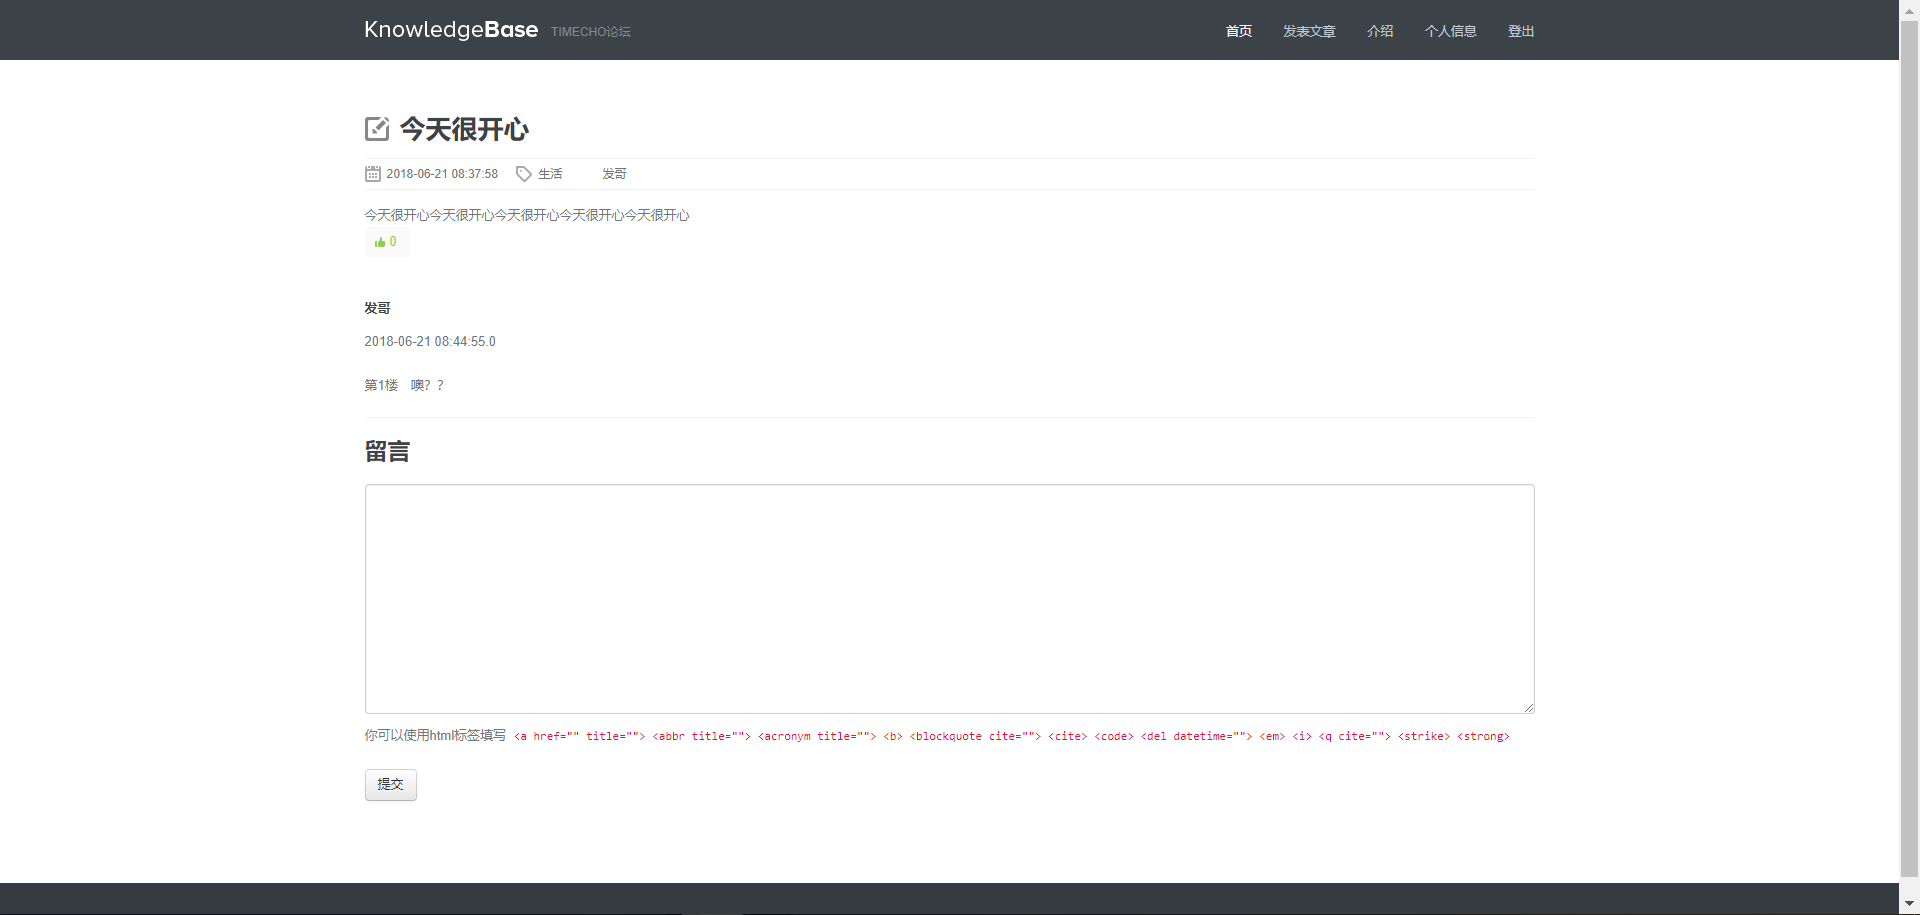 KnowledgeBase TIMECHO论坛 首页 发表文章 介绍 个人信息 登出
今天很开心
2018-06-21 08:37:58 生活 发哥
今天很开心今天很开心今天很开心今天很开心今天很开心
0
发哥
2018-06-21 08:44:55.0
第1楼 噢？？
留言
你可以使用html标签填写 <a href="" title=""> <abbr title=""> <acronym title=""> <b> <blockquote cite=""> <cite> <code> <del datetime=""> <em> <i> <q cite=""> <strike> <strong>
提交